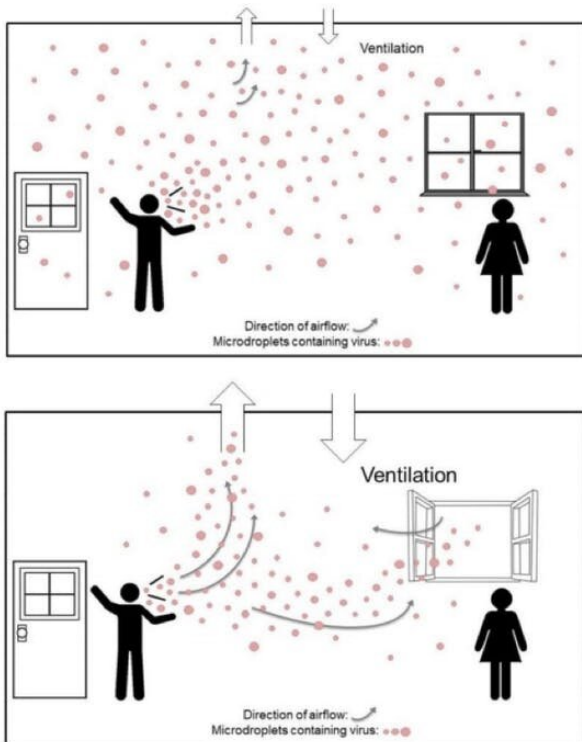 Ventilation
Direction of airflow:
Microdroplets containing virus:
Ventilation
Direction of airflow:
Microdroplets containing virus: